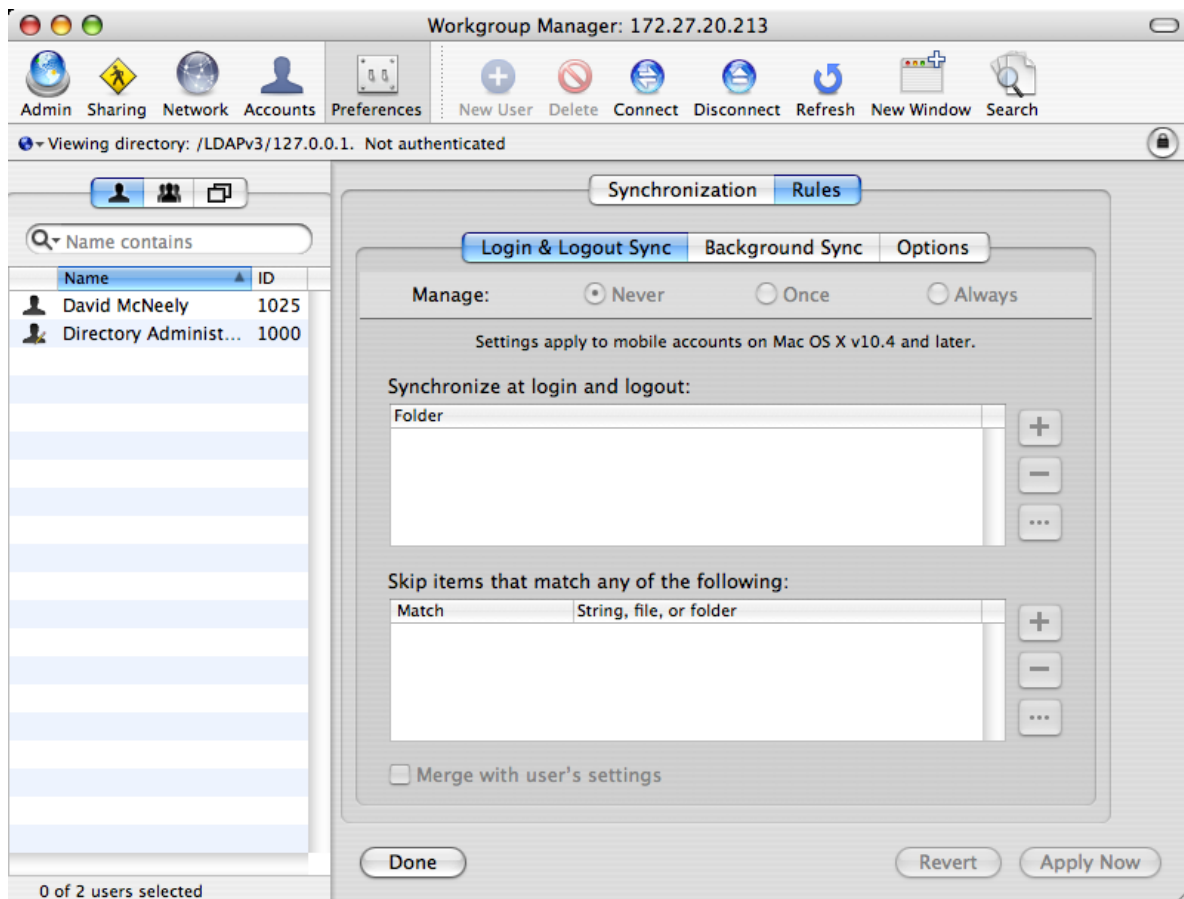 Workgroup Manager: 172.27.20.213
Admin Sharing Network Accounts Preferences New User Delete Connect Disconnect Refresh New Window Search
Viewing directory: /LDAPv3/127.0.0.1. Not authenticated
Name contains
Name ID
David McNeely 1025
Directory Administ... 1000
0 of 2 users selected
Synchronization Rules
Login & Logout Sync Background Sync Options
Manage: Never Once Always
Settings apply to mobile accounts on Mac OS X v10.4 and later.
Synchronize at login and logout:
Folder
Skip items that match any of the following:
Match String, file, or folder
Merge with user's settings
Done Revert Apply Now